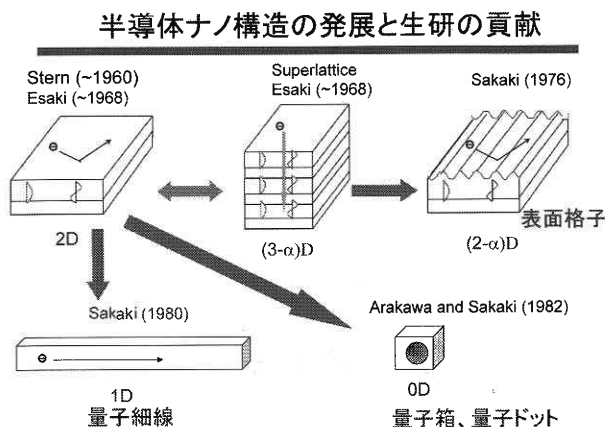 半導体ナノ構造の発展と生研の貢献
Stern (~1960)
Esaki (~1968)
Superlattice
Esaki (~1968)
Sakaki (1976)
2D
(3-α)D
表面格子
(2-α)D
Sakaki (1980)
Arakawa and Sakaki (1982)
1D
量子細線
0D
量子箱、量子ドット